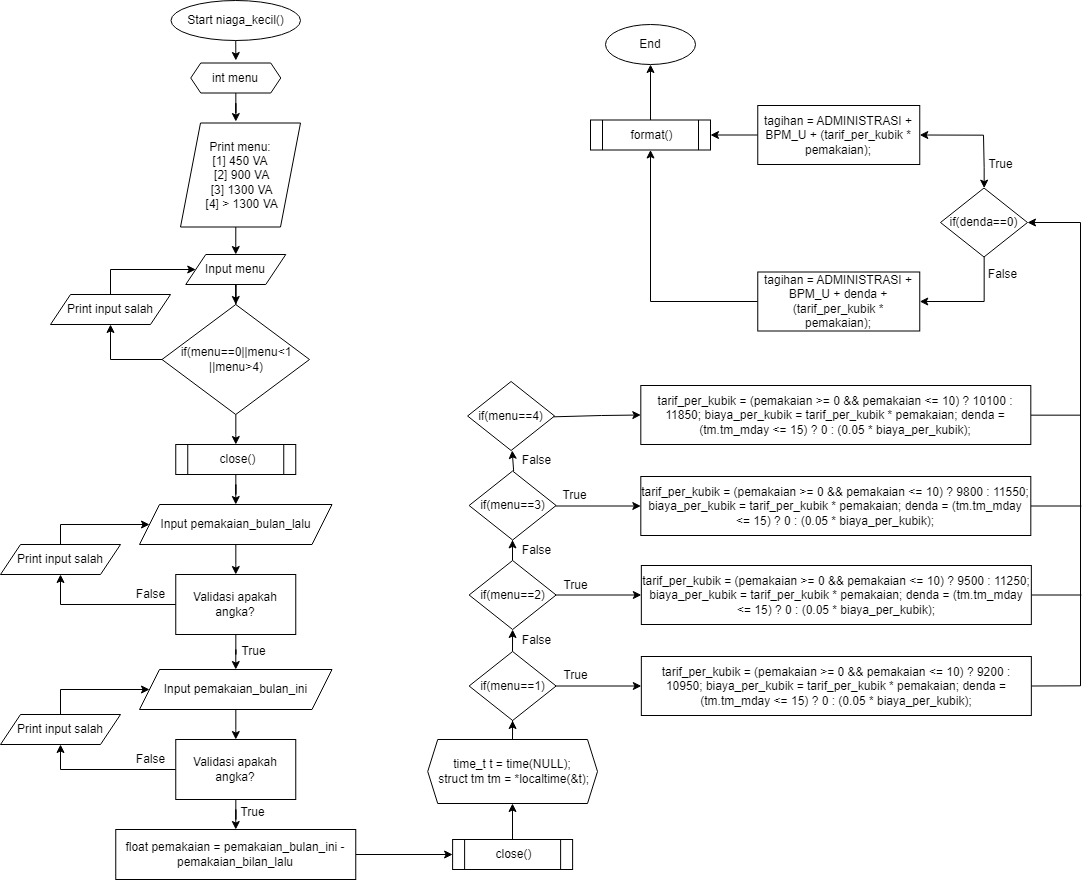 Start niaga_kecil()
int menu
Print menu:
[1] 450 VA
[2] 900 VA
[3] 1300 VA
[4] > 1300 VA
Input menu
Print input salah
if(menu==0||menu<1
||menu>4)
close()
Input pemakaian_bulan_lalu
Print input salah
False
Validasi apakah
angka?
True
Input pemakaian_bulan_ini
Print input salah
False
Validasi apakah
angka?
True
float pemakaian = pemakaian_bulan_ini -
pemakaian_bilan_lalu
close()
time_t t = time(NULL);
struct tm tm = *localtime(&t);
if(menu==1)
True
tarif_per_kubik = (pemakaian >= 0 && pemakaian <= 10) ? 9200 :
10950; biaya_per_kubik = tarif_per_kubik * pemakaian; denda =
(tm.tm_mday <= 15) ? 0 : (0.05 * biaya_per_kubik);
False
if(menu==2)
True
tarif_per_kubik = (pemakaian >= 0 && pemakaian <= 10) ? 9500 : 11250;
biaya_per_kubik = tarif_per_kubik * pemakaian; denda = (tm.tm_mday
<= 15) ? 0 : (0.05 * biaya_per_kubik);
False
if(menu==3)
True
tarif_per_kubik = (pemakaian >= 0 && pemakaian <= 10) ? 9800 : 11550;
biaya_per_kubik = tarif_per_kubik * pemakaian; denda = (tm.tm_mday
<= 15) ? 0 : (0.05 * biaya_per_kubik);
False
if(menu==4)
tarif_per_kubik = (pemakaian >= 0 && pemakaian <= 10) ? 10100 :
11850; biaya_per_kubik = tarif_per_kubik * pemakaian; denda =
(tm.tm_mday <= 15) ? 0 : (0.05 * biaya_per_kubik);
if(denda==0)
True
tagihan = ADMINISTRASI +
BPM_U + (tarif_per_kubik *
pemakaian);
False
tagihan = ADMINISTRASI +
BPM_U + denda +
(tarif_per_kubik *
pemakaian);
format()
End